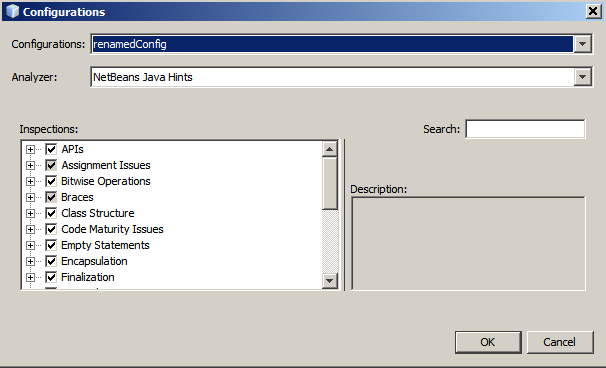 Configurations
Configurations: renamedConfig
Analyzer: NetBeans Java Hints
Inspections:
Search:
APIs
Assignment Issues
Bitwise Operations
Braces
Class Structure
Code Maturity Issues
Empty Statements
Encapsulation
Finalization
Description:
OK Cancel